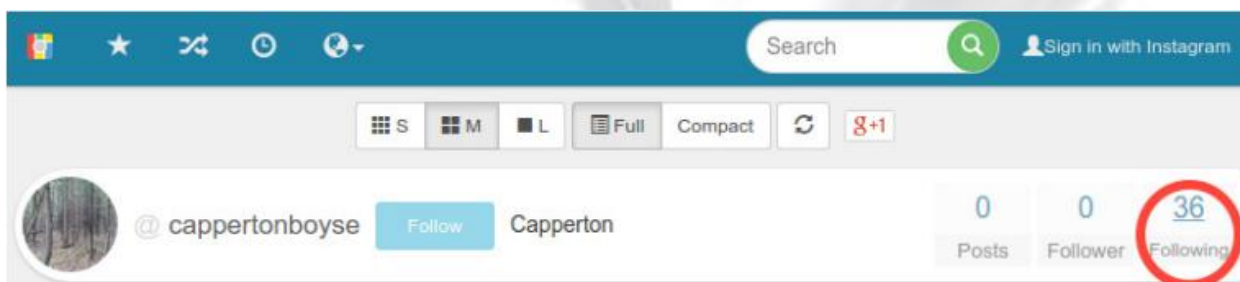 Search Sign in with Instagram
S M L Full Compact g+1
@ cappertonboyse Follow Capperton
0 0 36
Posts Follower Following